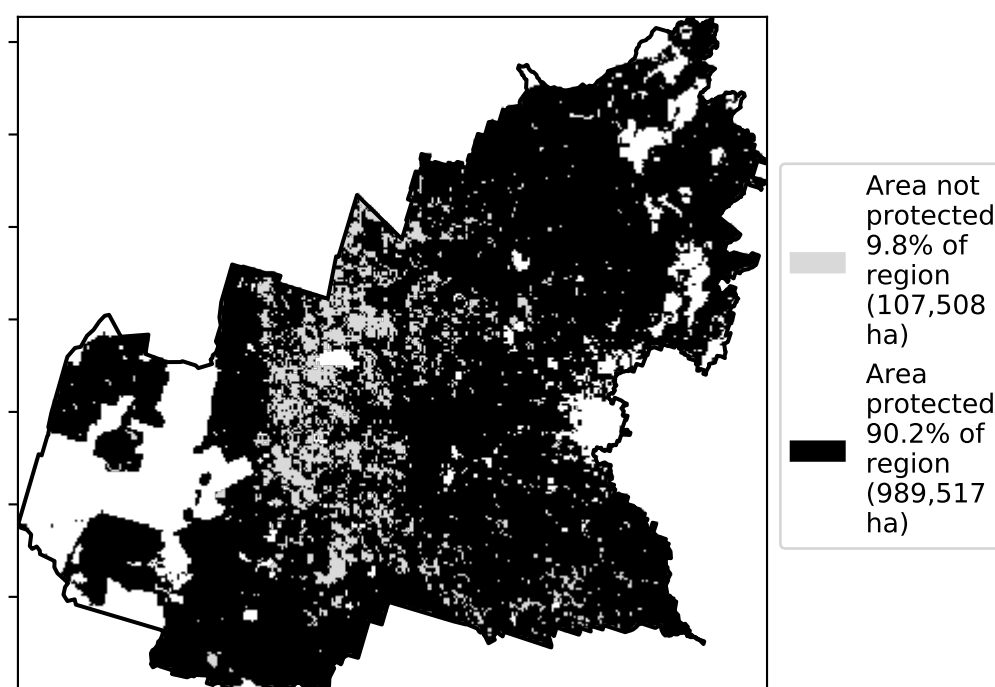 Area not
protected
9.8% of
region
(107,508
ha)
Area
protected
90.2% of
region
(989,517
ha)